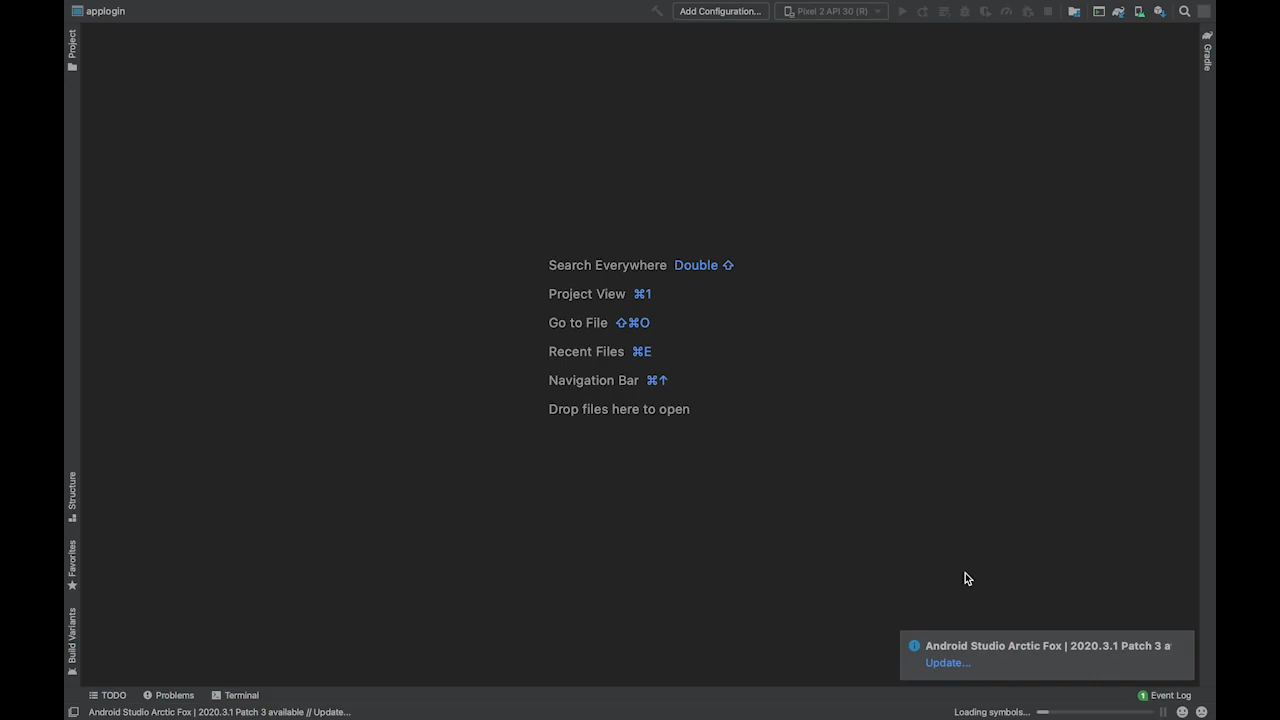 applogin
Add Configuration...
Pixel 2 API 30 (R)
Project
Gradle
Search Everywhere Double ⇧
Project View ⌘1
Go to File ⇧⌘O
Recent Files ⌘E
Navigation Bar ⌘↑
Drop files here to open
Structure
Favorites
Build Variants
Android Studio Arctic Fox | 2020.3.1 Patch 3 a
Update...
TODO
Problems
Terminal
1 Event Log
Android Studio Arctic Fox | 2020.3.1 Patch 3 available // Update...
Loading symbols...